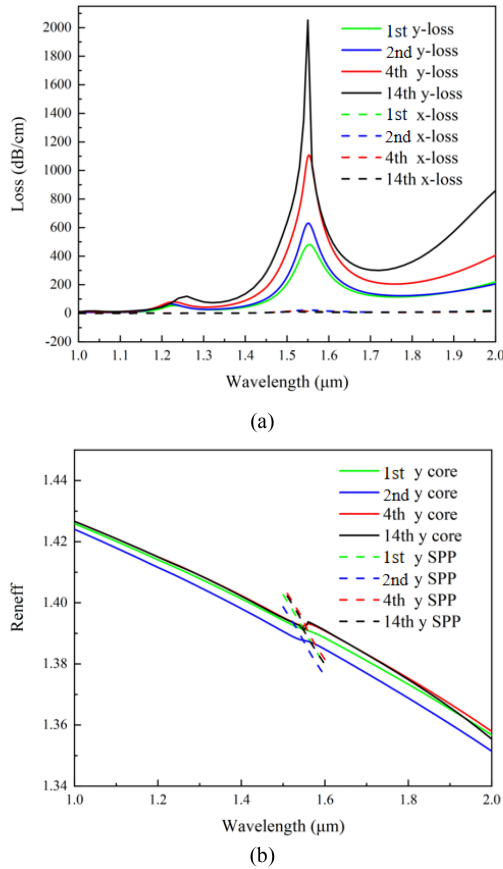 2000
1800
1600
1400
1200
1000
800
600
400
200
0
-200
Loss (dB/cm)
1st y-loss
2nd y-loss
4th y-loss
14th y-loss
1st x-loss
2nd x-loss
4th x-loss
14th x-loss
1.0 1.1 1.2 1.3 1.4 1.5 1.6 1.7 1.8 1.9 2.0
Wavelength (μm)
(a)
1.44
1.42
1.40
1.38
1.36
1.34
Reneff
1st y core
2nd y core
4th y core
14th y core
1st y SPP
2nd y SPP
4th y SPP
14th y SPP
1.0 1.2 1.4 1.6 1.8 2.0
Wavelength (μm)
(b)